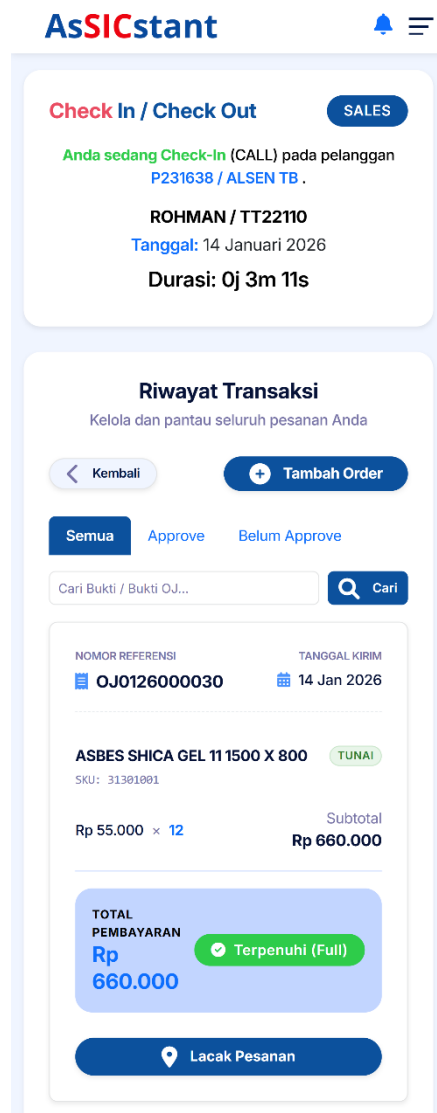 AsSICstant
Check In / Check Out
SALES
Anda sedang Check-In (CALL) pada pelanggan
P231638 / ALSEN TB .
ROHMAN / TT22110
Tanggal: 14 Januari 2026
Durasi: 0j 3m 11s
Riwayat Transaksi
Kelola dan pantau seluruh pesanan Anda
Kembali
Tambah Order
Semua
Approve
Belum Approve
Cari Bukti / Bukti OJ...
Cari
NOMOR REFERENSI
TANGGAL KIRIM
OJ0126000030
14 Jan 2026
ASBES SHICA GEL 11 1500 X 800
TUNAI
SKU: 31301001
Rp 55.000 × 12
Subtotal
Rp 660.000
TOTAL
PEMBAYARAN
Rp
660.000
Terpenuhi (Full)
Lacak Pesanan